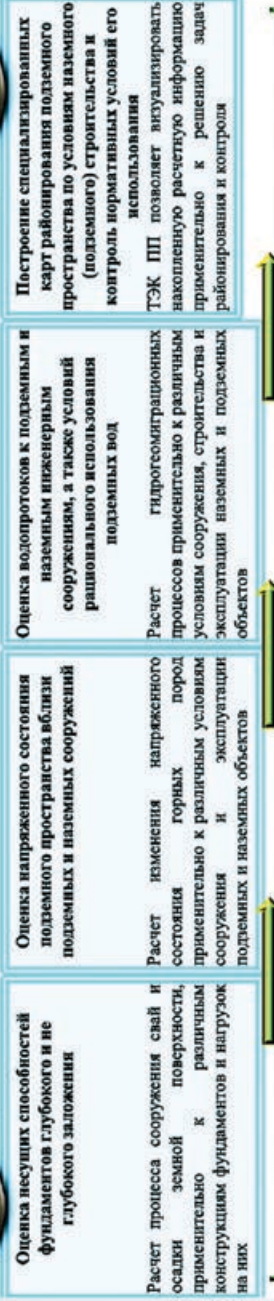 Оценка несущих способностей
фундаментов глубокого и не
глубокого заложения
Расчет процесса сооружения свай и
осадки земной поверхности,
применительно к различным
конструкциям фундаментов и нагрузок
на них
Оценка напряженного состояния
подземного пространства вблизи
подземных и наземных сооружений
Расчет изменения напряженного
состояния горных пород
применительно к различным условиям
сооружения и эксплуатации
подземных и наземных объектов
Оценка водопротоков к подземным и
наземным инженерным
сооружениям, а также условий
рационального использования
подземных вод
Расчет гидрогеомиграционных
процессов применительно к различным
условиям сооружения, строительства и
эксплуатации наземных и подземных
объектов
Построение специализированных
карт районирования подземного
пространства по условиям наземного
(подземного) строительства и
контроль нормативных условий его
использования
ТЭК ПП позволяет визуализировать
накопленную расчетную информацию
применительно к решению задач
районирования и контроля